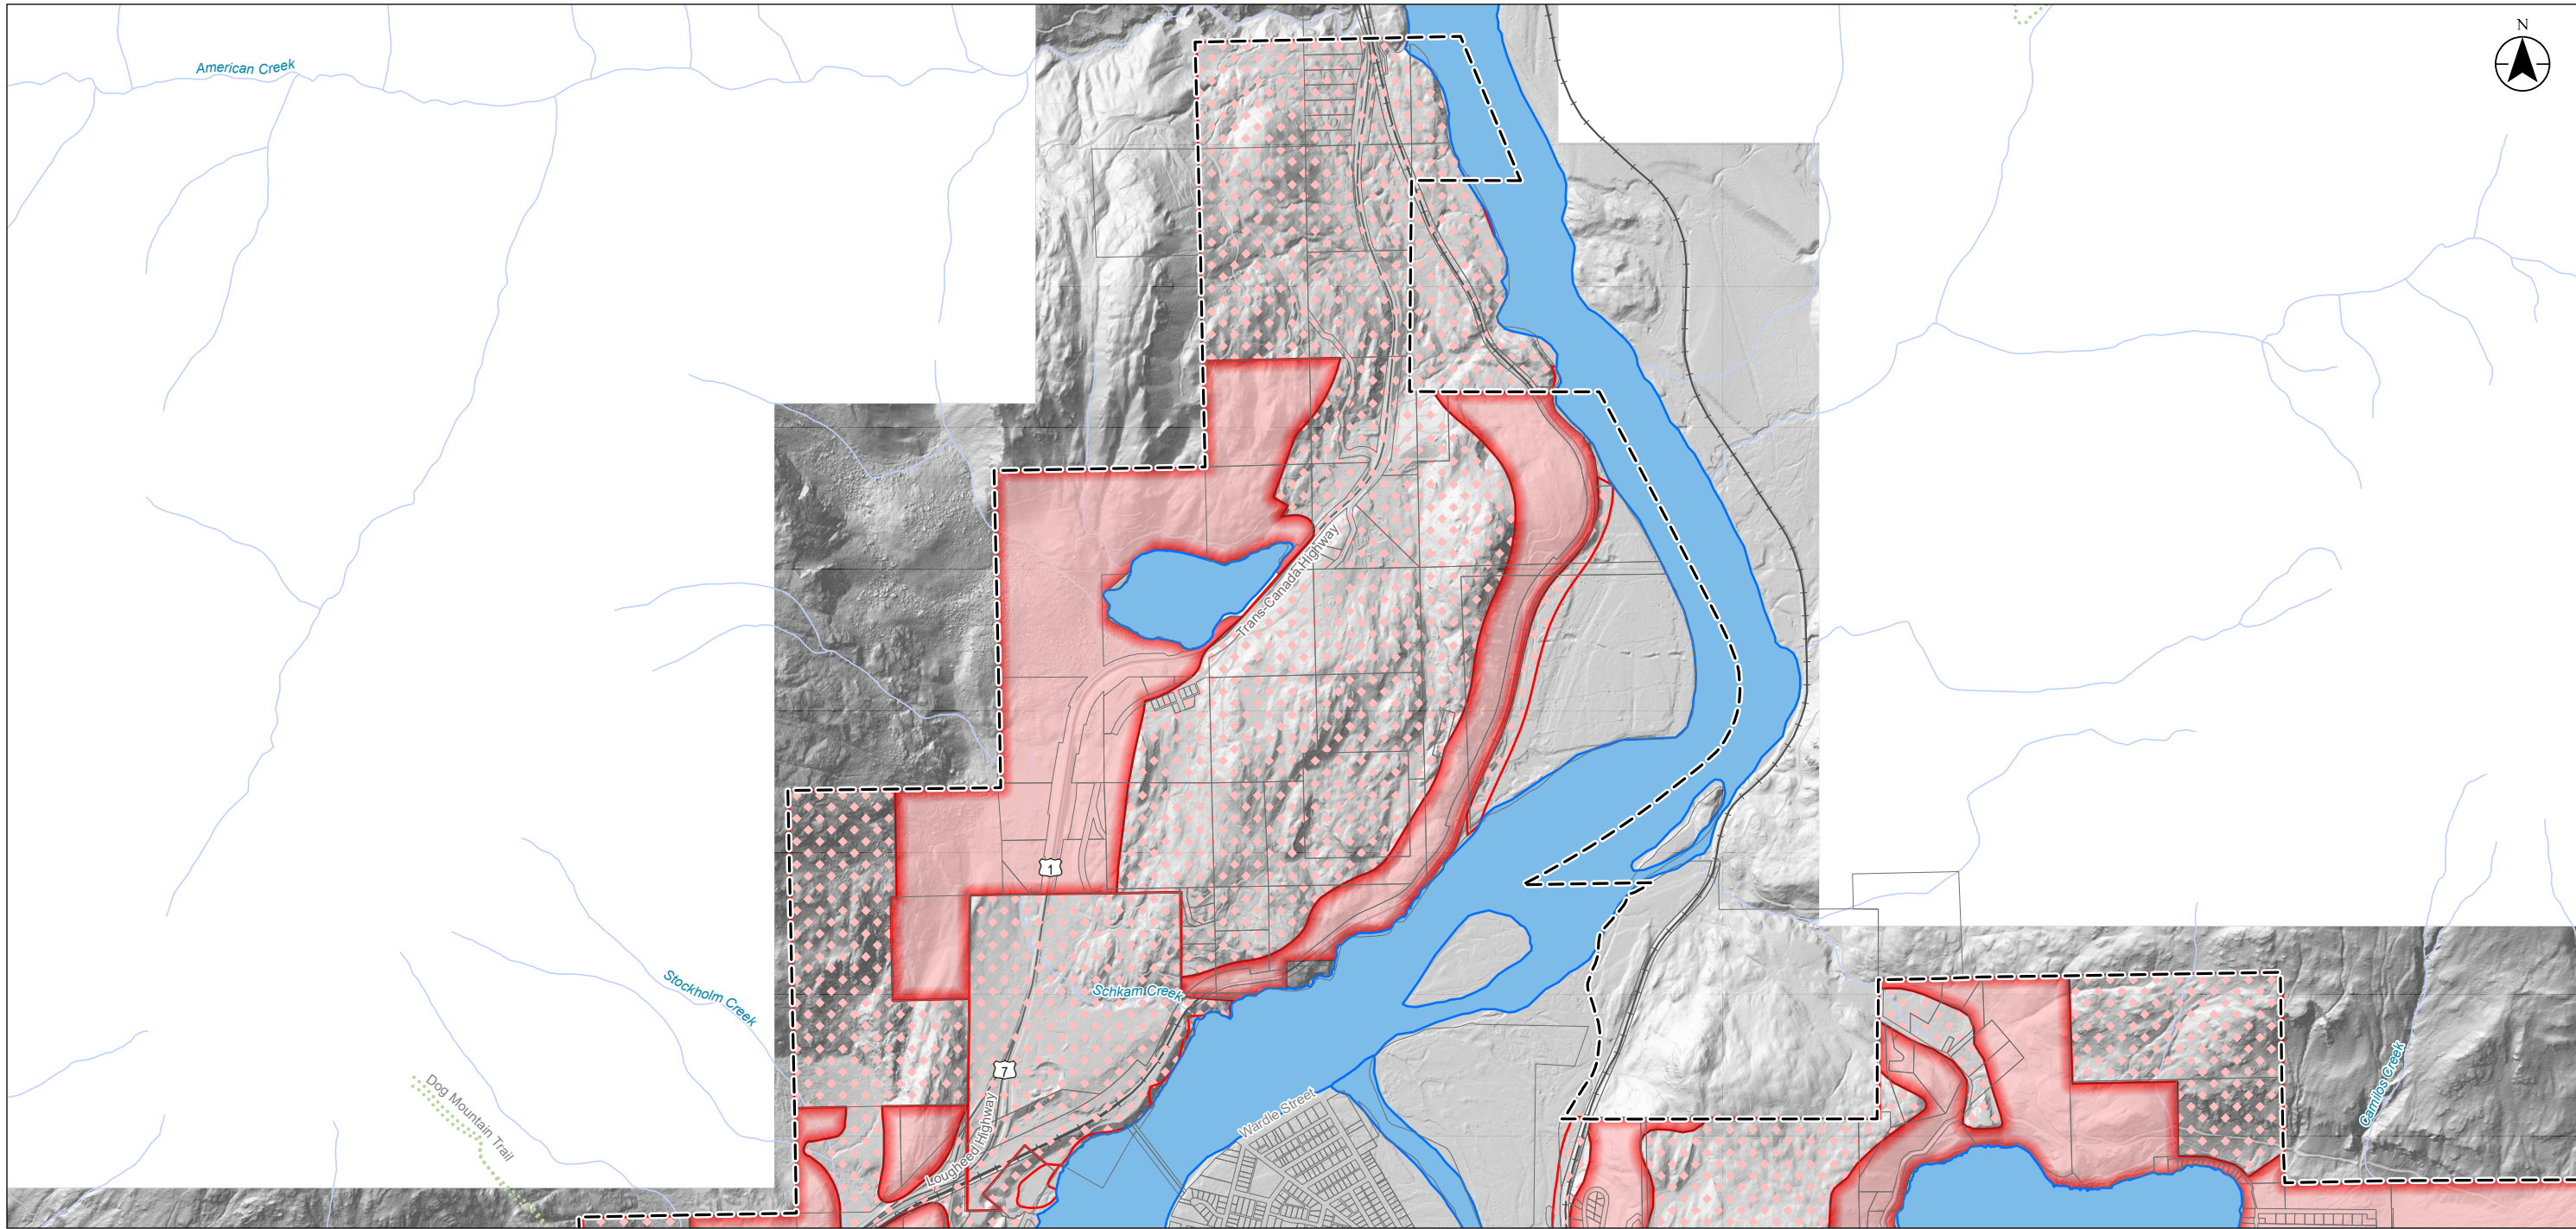 N
American Creek
Trans-Canada Highway
1
Stockholm Creek
Schkam Creek
7
Dog Mountain Trail
Lougheed Highway
Wardle Street
Camilos Creek